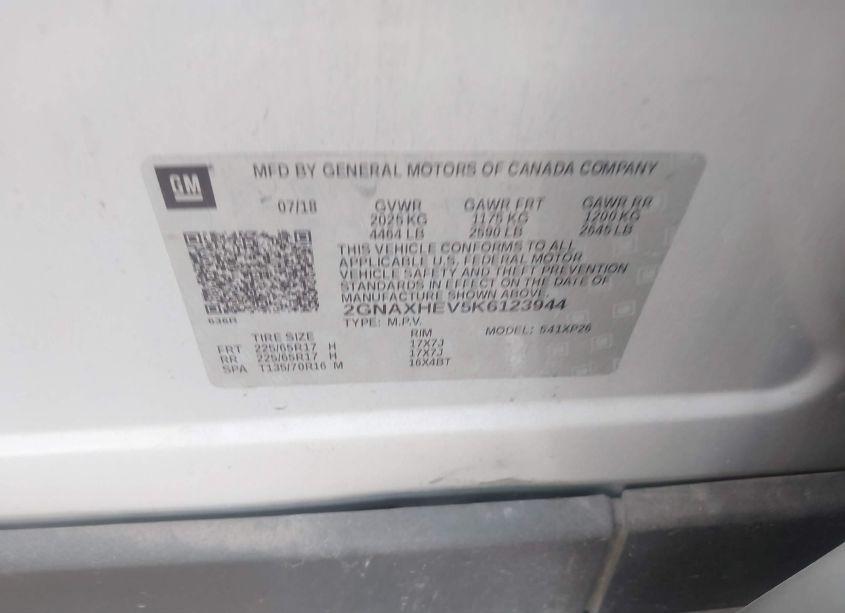 GM
MFD BY GENERAL MOTORS OF CANADA COMPANY
07/18 GVWR GAWR FRT GAWR RR
2025 KG 1175 KG 1200 KG
4464 LB 2590 LB 2645 LB
THIS VEHICLE CONFORMS TO ALL
APPLICABLE U.S. FEDERAL MOTOR
VEHICLE SAFETY AND THEFT PREVENTION
STANDARDS IN EFFECT ON THE DATE OF
MANUFACTURE SHOWN ABOVE.
2GNAXHEV5K6123944
TYPE: M.P.V. MODEL: 541XP26
TIRE SIZE RIM
FRT 225/65R17 H 17X7J
RR 225/65R17 H 17X7J
SPA T135/70R16 M 16X4BT